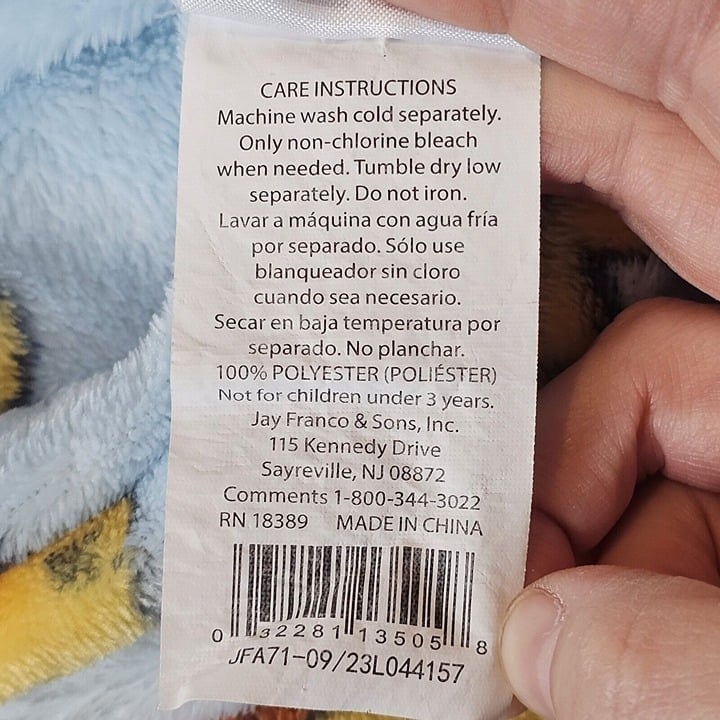 CARE INSTRUCTIONS
Machine wash cold separately.
Only non-chlorine bleach
when needed. Tumble dry low
separately. Do not iron.
Lavar a máquina con agua fría
por separado. Sólo use
blanqueador sin cloro
cuando sea necesario.
Secar en baja temperatura por
separado. No planchar.
100% POLYESTER (POLIÉSTER)
Not for children under 3 years.
Jay Franco & Sons, Inc.
115 Kennedy Drive
Sayreville, NJ 08872
Comments 1-800-344-3022
RN 18389 MADE IN CHINA
0 32281 13505 8
JFA71-09/23L044157